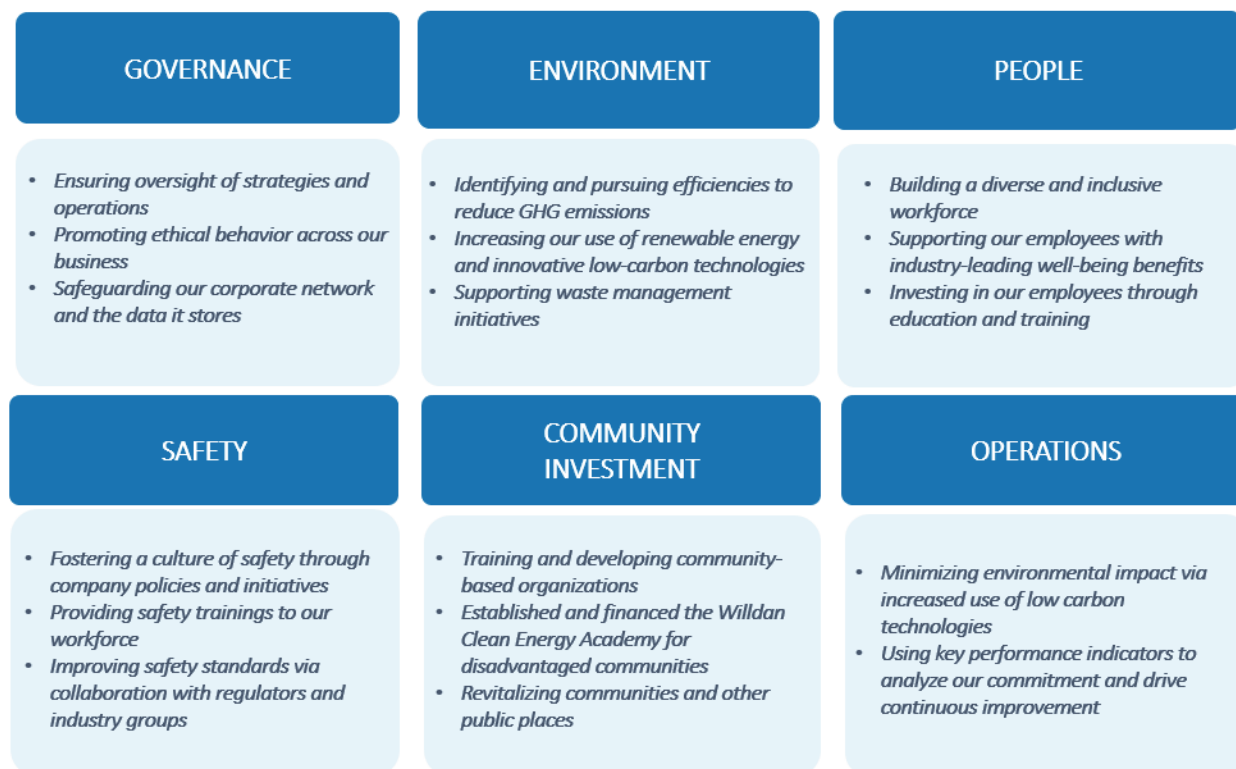 GOVERNANCE
• Ensuring oversight of strategies and
operations
• Promoting ethical behavior across our
business
• Safeguarding our corporate network
and the data it stores
ENVIRONMENT
• Identifying and pursuing efficiencies to
reduce GHG emissions
• Increasing our use of renewable energy
and innovative low-carbon technologies
• Supporting waste management
initiatives
PEOPLE
• Building a diverse and inclusive
workforce
• Supporting our employees with
industry-leading well-being benefits
• Investing in our employees through
education and training
SAFETY
• Fostering a culture of safety through
company policies and initiatives
• Providing safety trainings to our
workforce
• Improving safety standards via
collaboration with regulators and
industry groups
COMMUNITY
INVESTMENT
• Training and developing community-
based organizations
• Established and financed the Willdan
Clean Energy Academy for
disadvantaged communities
• Revitalizing communities and other
public places
OPERATIONS
• Minimizing environmental impact via
increased use of low carbon
technologies
• Using key performance indicators to
analyze our commitment and drive
continuous improvement